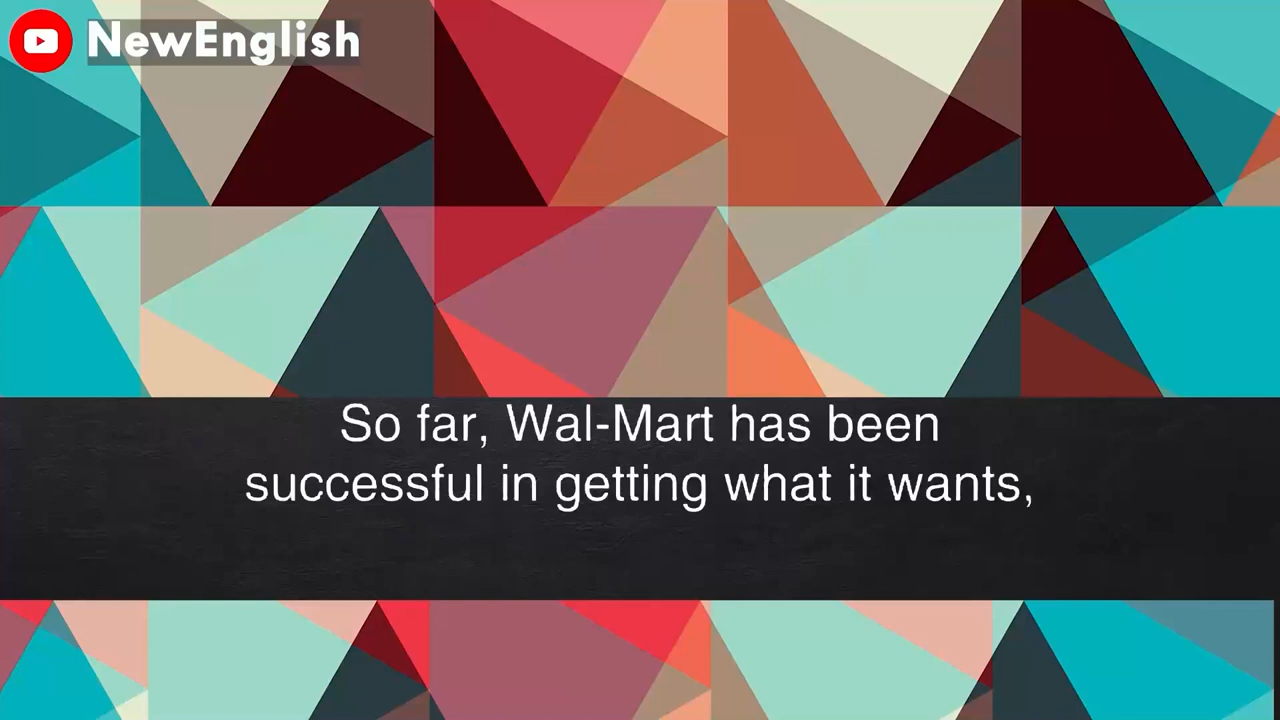 NewEnglish
So far, Wal-Mart has been
successful in getting what it wants,